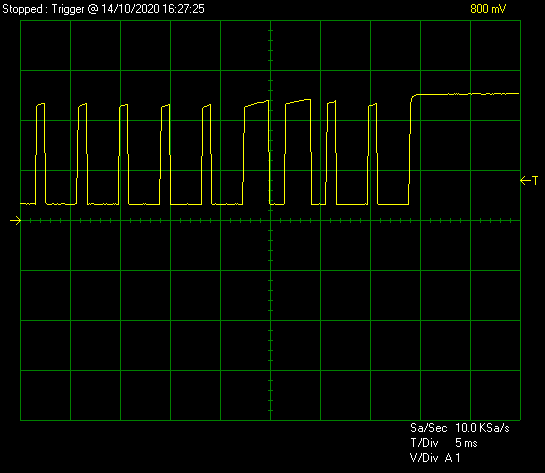 Stopped : Trigger @ 14/10/2020 16:27:25 800 mV
T
Sa/Sec 10.0 KSa/s
T/Div 5 ms
V/Div A 1